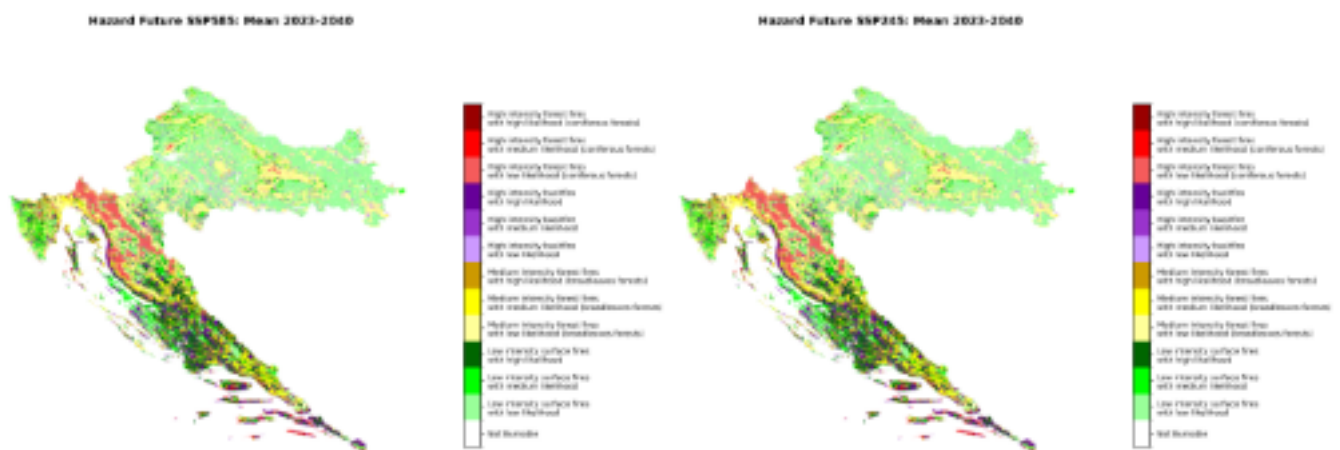 Hazard Future SSP585: Mean 2023-2040
High intensity forest fires
with high likelihood (coniferous forests)
High intensity forest fires
with medium likelihood (coniferous forests)
High intensity forest fires
with low likelihood (coniferous forests)
High intensity bushfires
with high likelihood
High intensity bushfires
with medium likelihood
High intensity bushfires
with low likelihood
Medium intensity forest fires
with high likelihood (broadleaves forests)
Medium intensity forest fires
with medium likelihood (broadleaves forests)
Medium intensity forest fires
with low likelihood (broadleaves forests)
Low intensity surface fires
with high likelihood
Low intensity surface fires
with medium likelihood
Low intensity surface fires
with low likelihood
Not Burnable
Hazard Future SSP245: Mean 2023-2040
High intensity forest fires
with high likelihood (coniferous forests)
High intensity forest fires
with medium likelihood (coniferous forests)
High intensity forest fires
with low likelihood (coniferous forests)
High intensity bushfires
with high likelihood
High intensity bushfires
with medium likelihood
High intensity bushfires
with low likelihood
Medium intensity forest fires
with high likelihood (broadleaves forests)
Medium intensity forest fires
with medium likelihood (broadleaves forests)
Medium intensity forest fires
with low likelihood (broadleaves forests)
Low intensity surface fires
with high likelihood
Low intensity surface fires
with medium likelihood
Low intensity surface fires
with low likelihood
Not Burnable